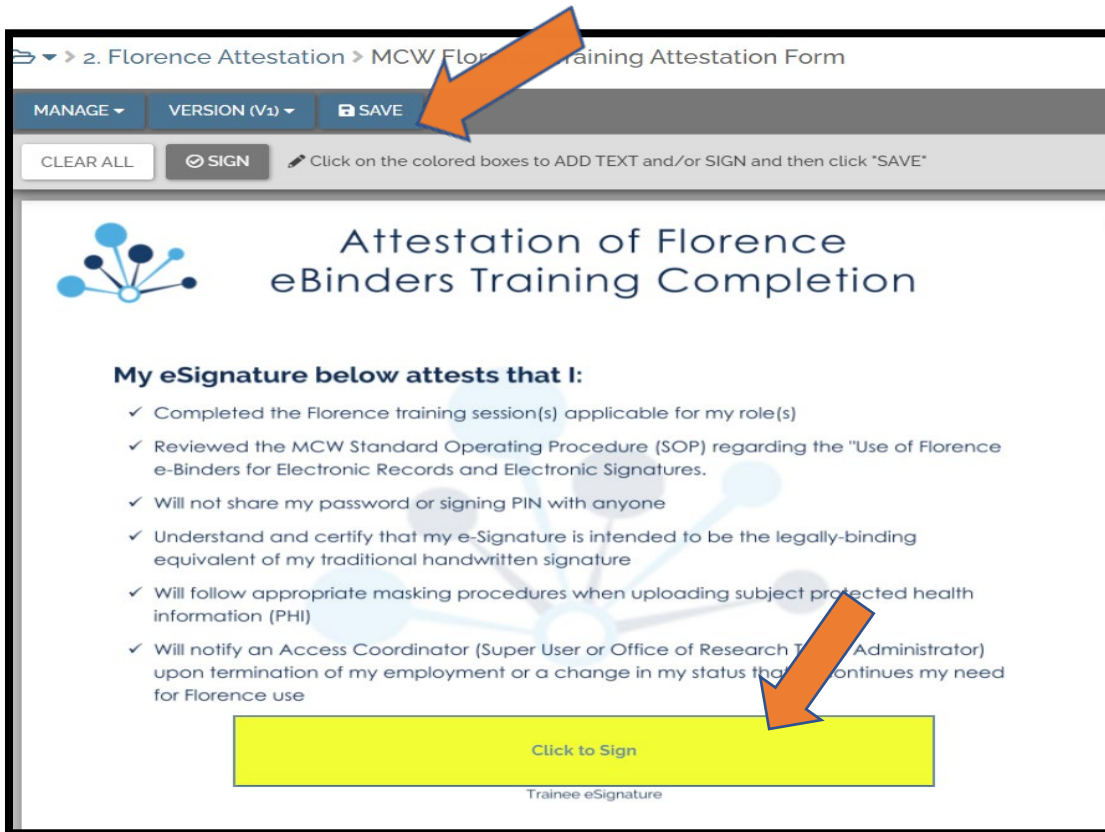 > 2. Florence Attestation > MCW Flor Training Attestation Form
MANAGE VERSION (V1) SAVE
CLEAR ALL SIGN Click on the colored boxes to ADD TEXT and/or SIGN and then click "SAVE"
Attestation of Florence
eBinders Training Completion
My eSignature below attests that I:
✓ Completed the Florence training session(s) applicable for my role(s)
✓ Reviewed the MCW Standard Operating Procedure (SOP) regarding the "Use of Florence
e-Binders for Electronic Records and Electronic Signatures.
✓ Will not share my password or signing PIN with anyone
✓ Understand and certify that my e-Signature is intended to be the legally-binding
equivalent of my traditional handwritten signature
✓ Will follow appropriate masking procedures when uploading subject protected health
information (PHI)
✓ Will notify an Access Coordinator (Super User or Office of Research Administrator)
upon termination of my employment or a change in my status my need
for Florence use
Click to Sign
Trainee eSignature